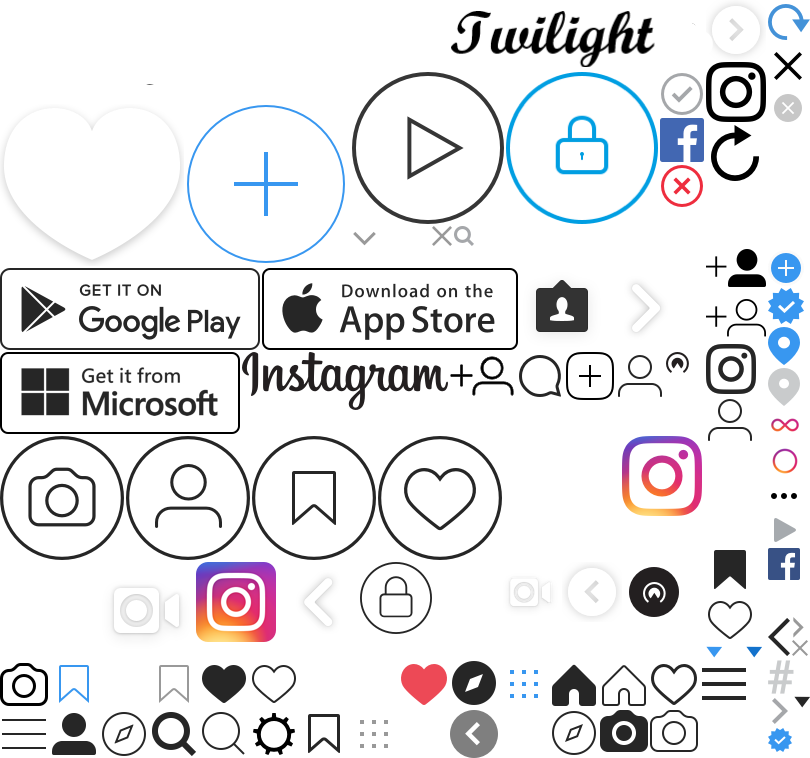 Twilight
GET IT ON
Google Play
Download on the
App Store
Get it from
Microsoft
Instagram
#